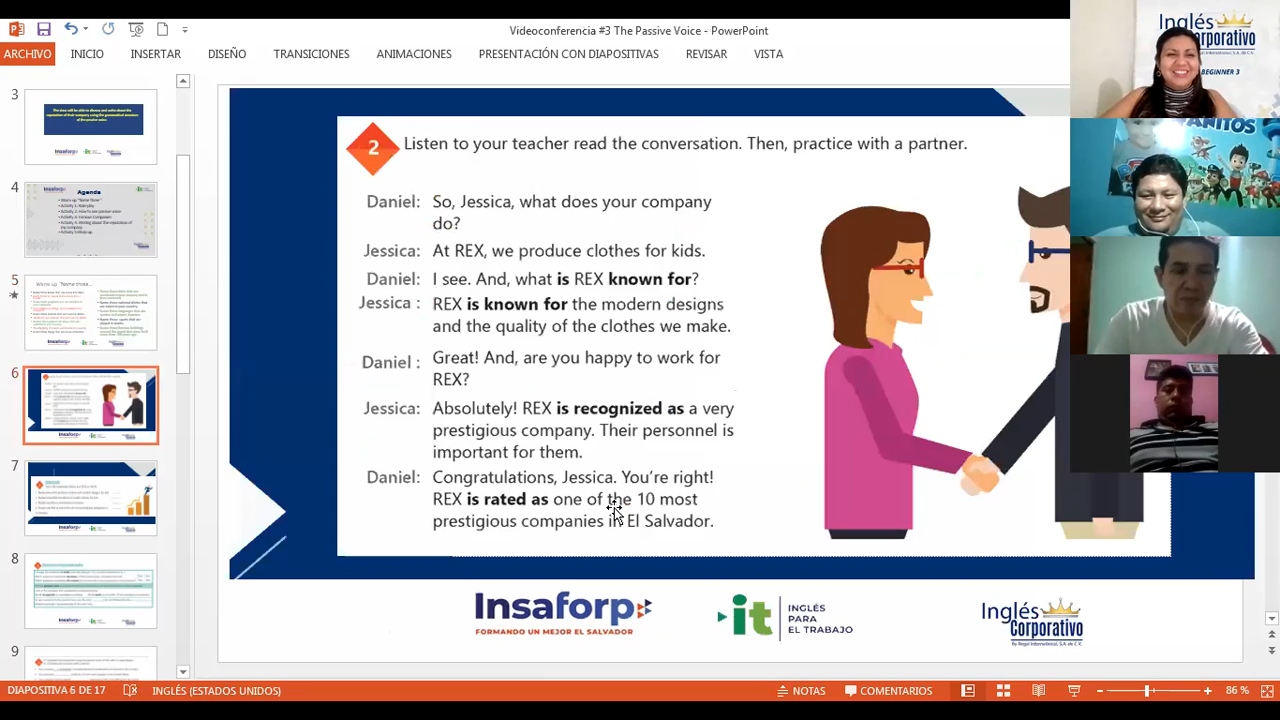 Videoconferencia #3 The Passive Voice - PowerPoint
ARCHIVO INICIO INSERTAR DISEÑO TRANSICIONES ANIMACIONES PRESENTACIÓN CON DIAPOSITIVAS REVISAR VISTA
Inglés
Corporativo
BEGINNER 3
3
4
Agenda
5
6
7
8
9
2 Listen to your teacher read the conversation. Then, practice with a partner.
Daniel: So, Jessica, what does your company
do?
Jessica: At REX, we produce clothes for kids.
Daniel: I see. And, what is REX known for?
Jessica : REX is known for the modern designs
and the quality of the clothes we make.
Daniel : Great! And, are you happy to work for
REX?
Jessica: Absolutely! REX is recognized as a very
prestigious company. Their personnel is
important for them.
Daniel: Congratulations, Jessica. You're right!
REX is rated as one of the 10 most
prestigious companies in El Salvador.
Insaforp
FORMANDO UN MEJOR EL SALVADOR
it INGLÉS
PARA
EL TRABAJO
Inglés
Corporativo
DIAPOSITIVA 6 DE 17 INGLÉS (ESTADOS UNIDOS) NOTAS COMENTARIOS 86 %